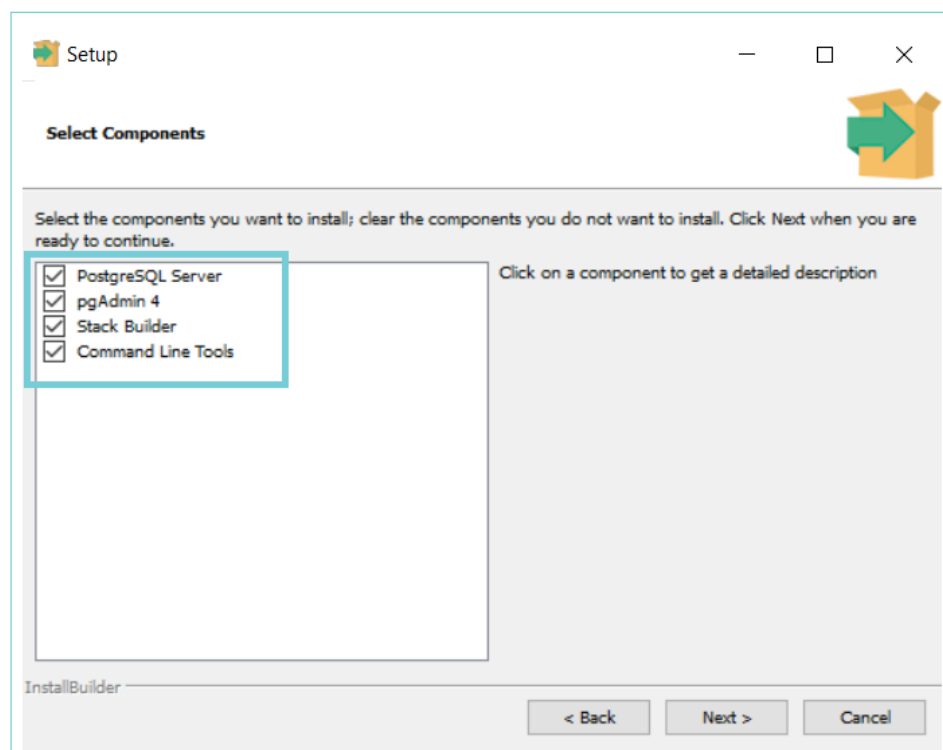 Setup
Select Components
Select the components you want to install; clear the components you do not want to install. Click Next when you are
ready to continue.
PostgreSQL Server
pgAdmin 4
Stack Builder
Command Line Tools
Click on a component to get a detailed description
InstallBuilder
< Back
Next >
Cancel